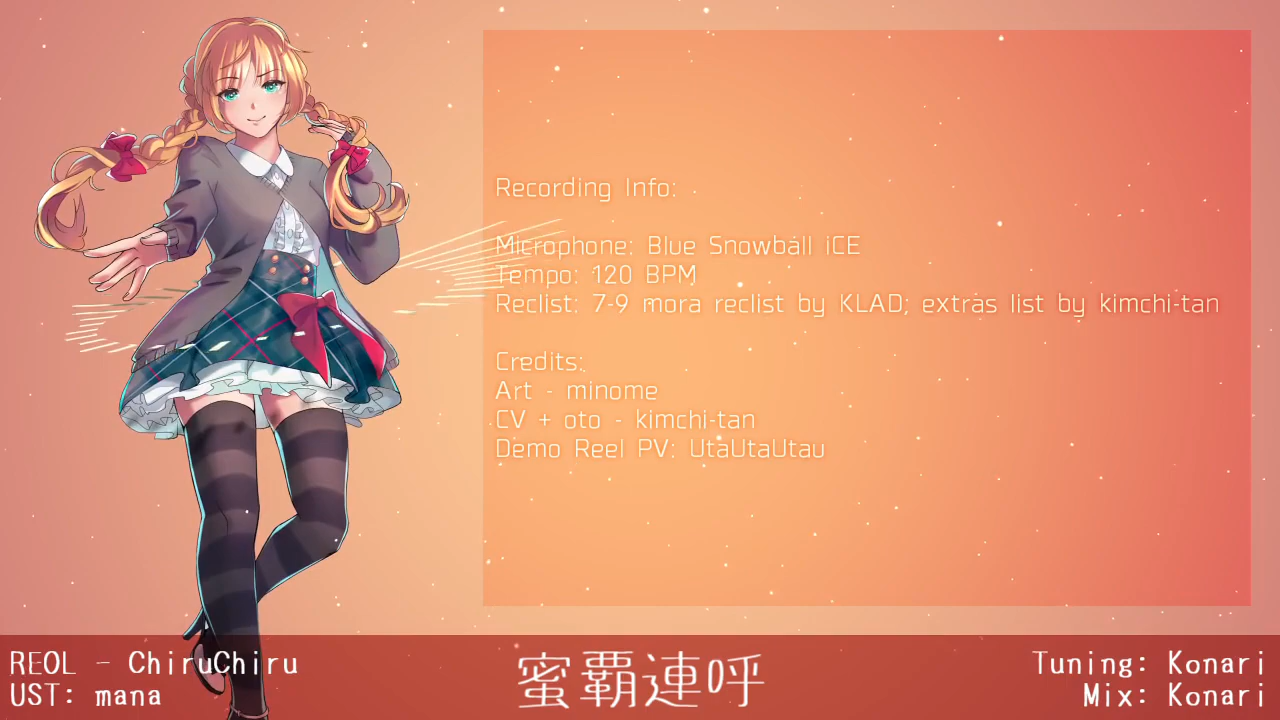 Recording Info:
Microphone: Blue Snowball iCE
Tempo: 120 BPM
Reclist: 7-9 mora reclist by KLAD; extras list by kimchi-tan
Credits:
Art - minome
CV + oto - kimchi-tan
Demo Reel PV: UtaUtaUtau
REOL - ChiruChiru
UST: mana
蜜覇連呼
Tuning: Konari
Mix: Konari